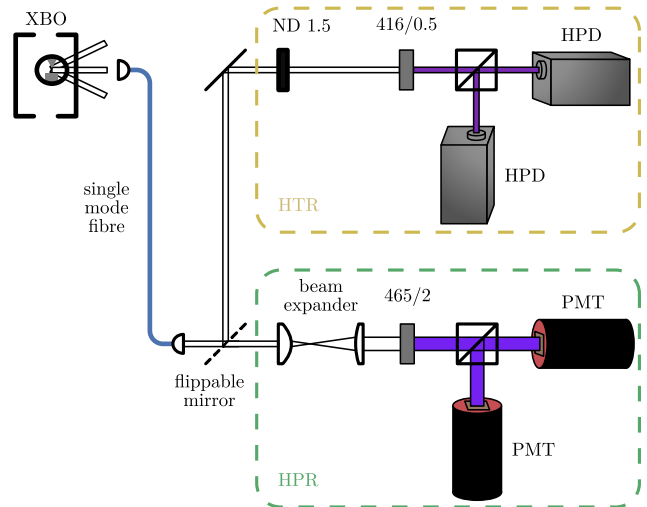 XBO
ND 1.5
416/0.5
HPD
HPD
single
mode
fibre
HTR
beam
expander
465/2
PMT
flippable
mirror
PMT
HPR